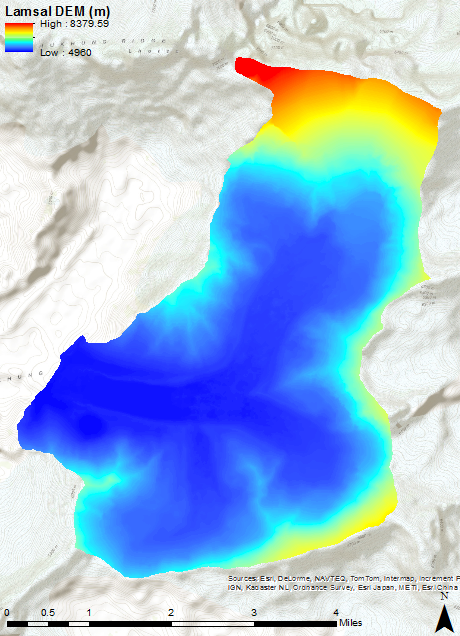 Lamsal DEM (m)
High : 8379.59
Low : 4960
Sources: Esri, DeLorme, NAVTEQ, TomTom, Intermap, increment P
IGN, Kadaster NL, Ordnance Survey, Esri Japan, METI, Esri China
N
0 0.5 1 2 3 4
Miles